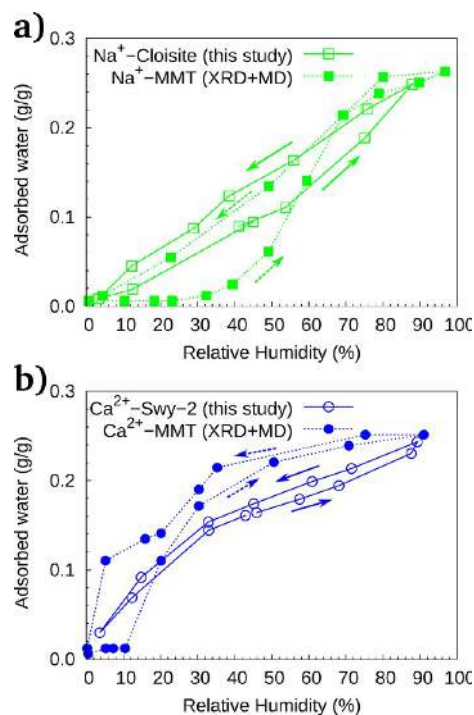 a)
0.3
0.2
0.1
0.0
Adsorbed water (g/g)
Na⁺−Cloisite (this study)
Na⁺−MMT (XRD+MD)
0 10 20 30 40 50 60 70 80 90 100
Relative Humidity (%)
b)
0.3
0.2
0.1
0.0
Adsorbed water (g/g)
Ca²⁺−Swy−2 (this study)
Ca²⁺−MMT (XRD+MD)
0 10 20 30 40 50 60 70 80 90 100
Relative Humidity (%)